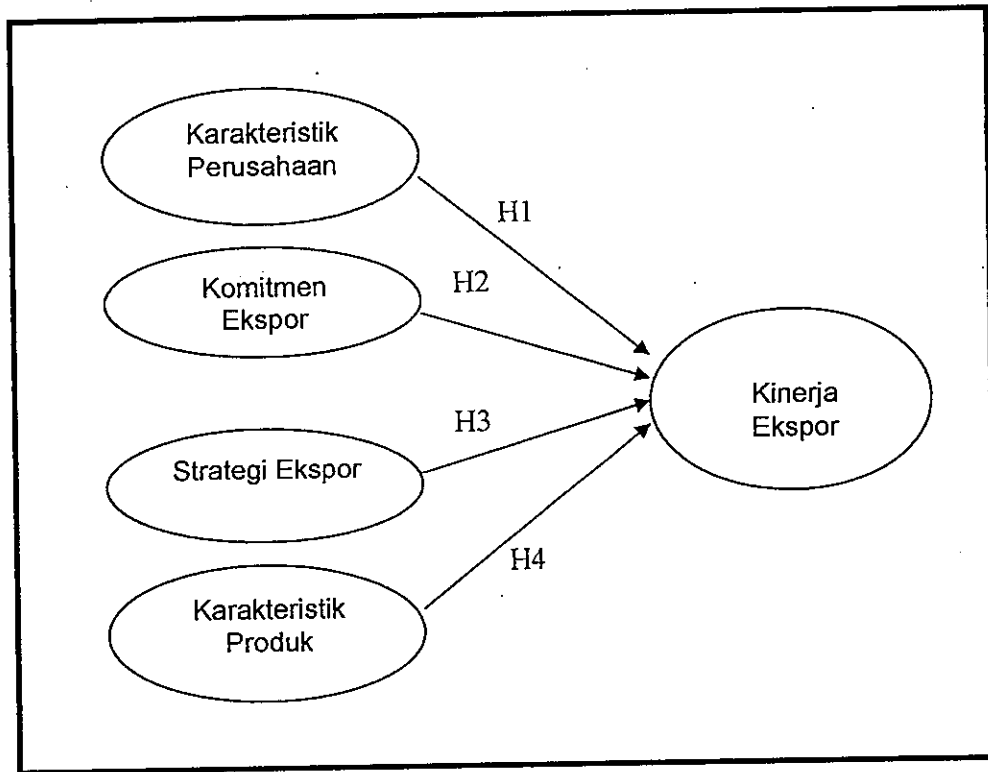 Karakteristik
Perusahaan
H1
Komitmen
Ekspor
H2
Kinerja
Ekspor
Strategi Ekspor
H3
H4
Karakteristik
Produk